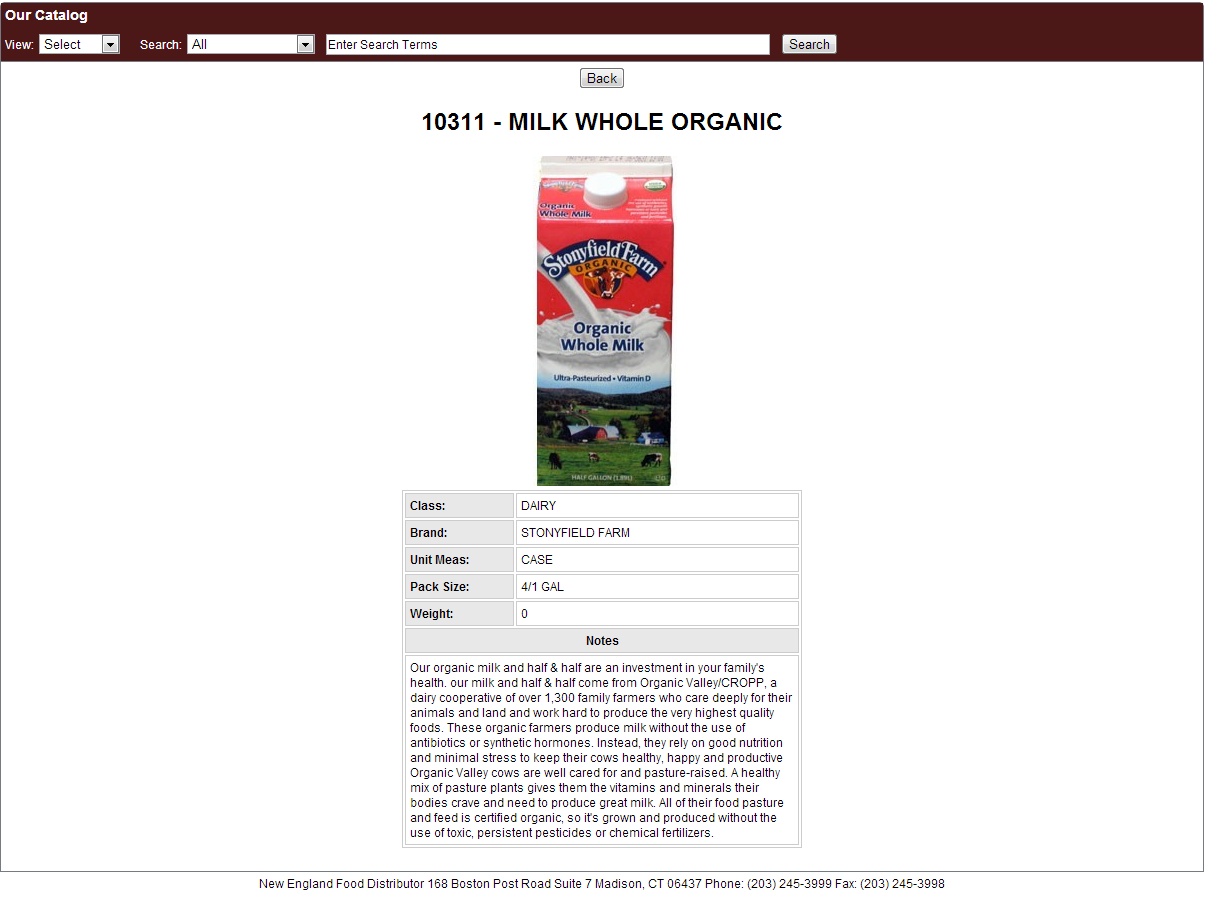 Our Catalog
View: Select Search: All Enter Search Terms Search
Back
10311 - MILK WHOLE ORGANIC
Organic
Whole Milk
Stonyfield Farm
ORGANIC
Organic
Whole Milk
Ultra-Pasteurized • Vitamin D
HALF GALLON (1.89L)
Class: DAIRY
Brand: STONYFIELD FARM
Unit Meas: CASE
Pack Size: 4/1 GAL
Weight: 0
Notes
Our organic milk and half & half are an investment in your family's
health. our milk and half & half come from Organic Valley/CROPP, a
dairy cooperative of over 1,300 family farmers who care deeply for their
animals and land and work hard to produce the very highest quality
foods. These organic farmers produce milk without the use of
antibiotics or synthetic hormones. Instead, they rely on good nutrition
and minimal stress to keep their cows healthy, happy and productive
Organic Valley cows are well cared for and pasture-raised. A healthy
mix of pasture plants gives them the vitamins and minerals their
bodies crave and need to produce great milk. All of their food pasture
and feed is certified organic, so it's grown and produced without the
use of toxic, persistent pesticides or chemical fertilizers.
New England Food Distributor 168 Boston Post Road Suite 7 Madison, CT 06437 Phone: (203) 245-3999 Fax: (203) 245-3998